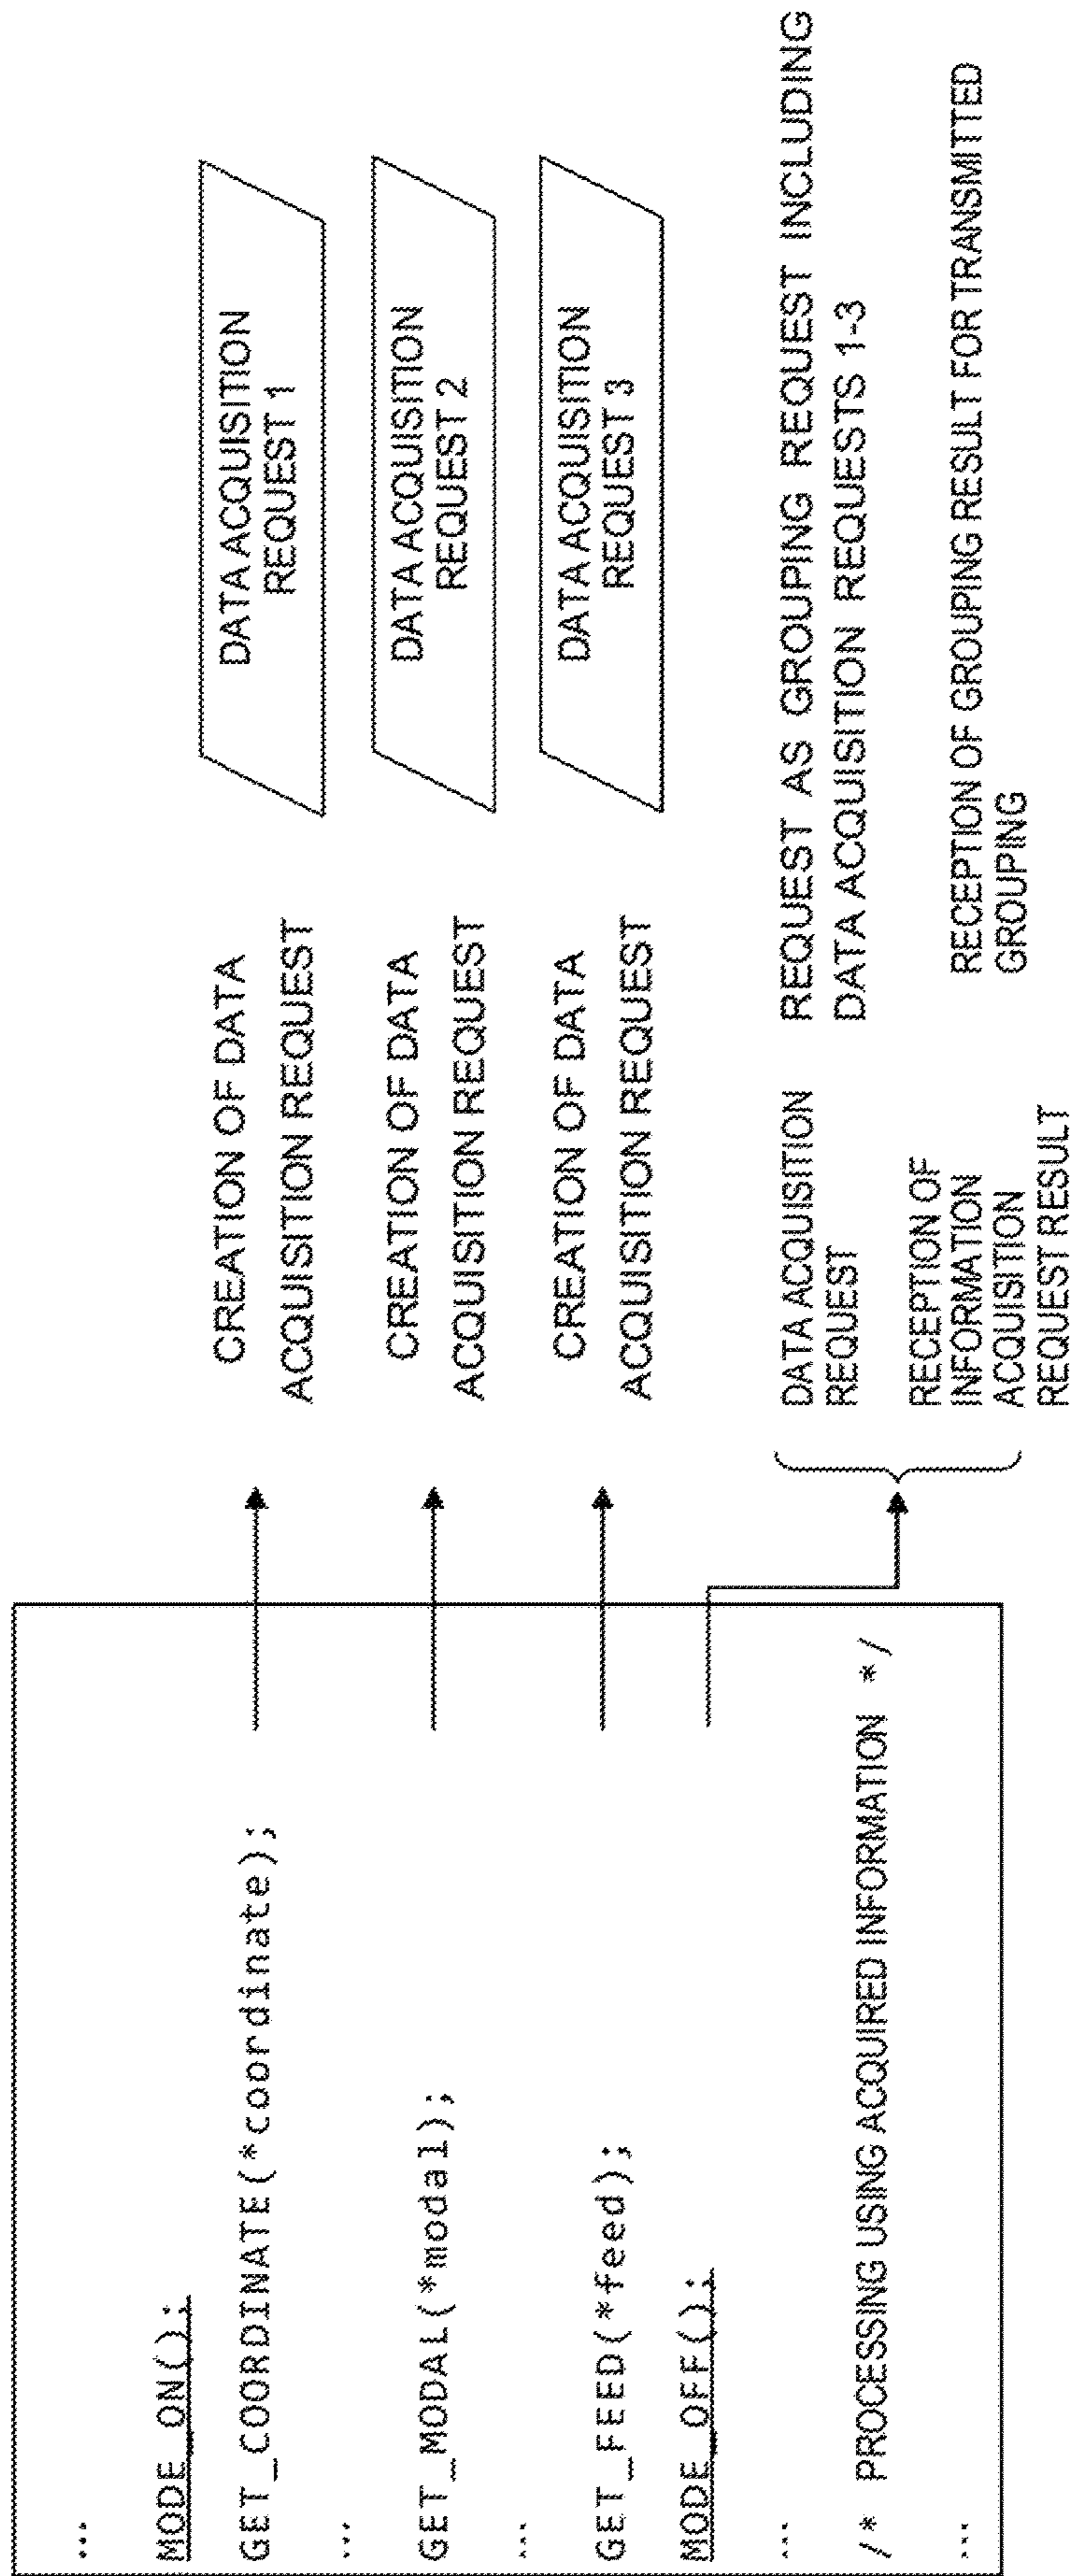 ...
MODE_ON();
GET_COORDINATE(*coordinate);
...
GET_MODAL(*modal);
...
GET_FEED(*feed);
MODE_OFF();
...
/* PROCESSING USING ACQUIRED INFORMATION */
...
CREATION OF DATA
ACQUISITION REQUEST
DATA ACQUISITION
REQUEST 1
CREATION OF DATA
ACQUISITION REQUEST
DATA ACQUISITION
REQUEST 2
CREATION OF DATA
ACQUISITION REQUEST
DATA ACQUISITION
REQUEST 3
DATA ACQUISITION
REQUEST
REQUEST AS GROUPING REQUEST INCLUDING
DATA ACQUISITION REQUESTS 1-3
RECEPTION OF
INFORMATION
ACQUISITION
REQUEST RESULT
RECEPTION OF GROUPING RESULT FOR TRANSMITTED
GROUPING